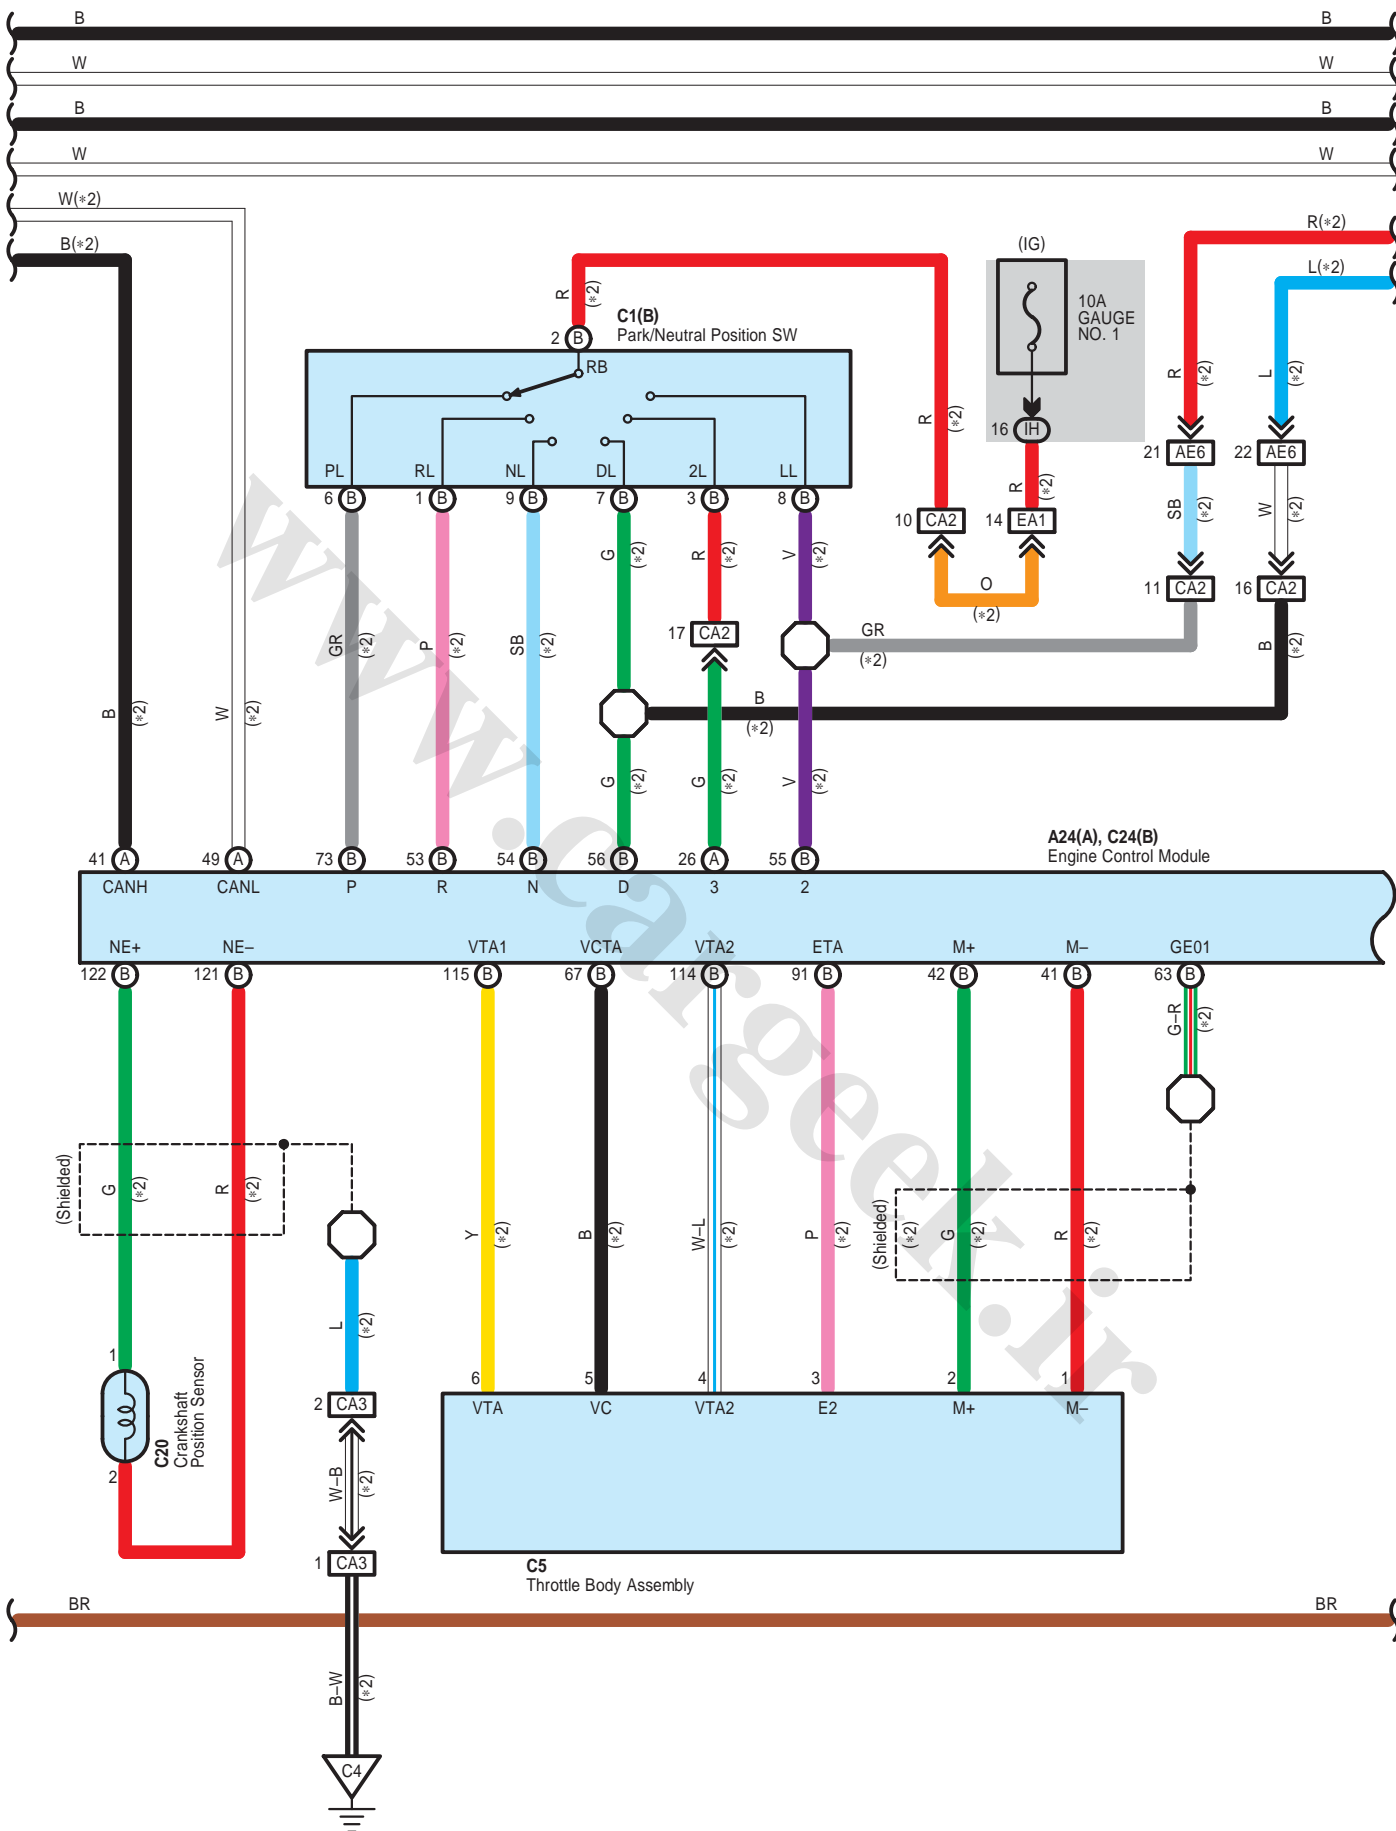 B B
W W
B B
W W
W(*2)
B(*2)
R(*2)
L(*2)
(IG)
10A
GAUGE
NO. 1
R (*2)
C1(B)
2 B Park/Neutral Position SW
RB
R (*2)
R (*2)
L (*2)
16 IH
21 AE6
22 AE6
PL RL NL DL 2L LL
6 B 1 B 9 B 7 B 3 B 8 B
R (*2)
SB (*2)
W (*2)
10 CA2
14 EA1
G (*2)
R (*2)
V (*2)
O
(*2)
11 CA2
16 CA2
GR (*2)
P (*2)
SB (*2)
17 CA2
GR
(*2)
B (*2)
B (*2)
W (*2)
B
(*2)
G (*2)
G (*2)
V (*2)
A24(A), C24(B)
Engine Control Module
41 A 49 A 73 B 53 B 54 B 56 B 26 A 55 B
CANH CANL P R N D 3 2
NE+ NE– VTA1 VCTA VTA2 ETA M+ M– GE01
122 B 121 B 115 B 67 B 114 B 91 B 42 B 41 B 63 B
G–R (*2)
(Shielded)
G (*2)
R (*2)
Y (*2)
B (*2)
W–L (*2)
P (*2)
(Shielded)
(*2)
G (*2)
R (*2)
L (*2)
1
C20
Crankshaft
Position Sensor
2
2 CA3
6 5 4 3 2 1
VTA VC VTA2 E2 M+ M–
W–B (*2)
1 CA3
C5
Throttle Body Assembly
BR BR
B–W (*2)
C4
www.cargeek.ir